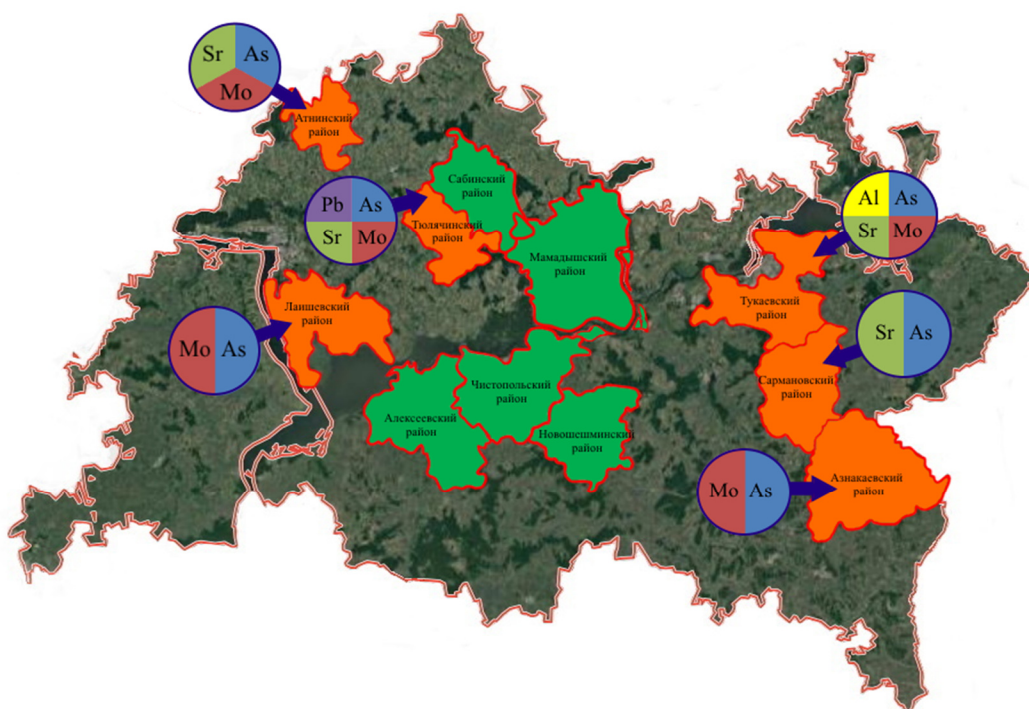 Sr As
Mo
Атнинский
район
Сабинский
район
Pb As
Sr Mo
Тюлячинский
район
Мамадышский
район
Al As
Sr Mo
Тукаевский
район
Лаишевский
район
Mo As
Sr As
Сармановский
район
Чистопольский
район
Алексеевский
район
Новошешминский
район
Mo As
Азнакаевский
район